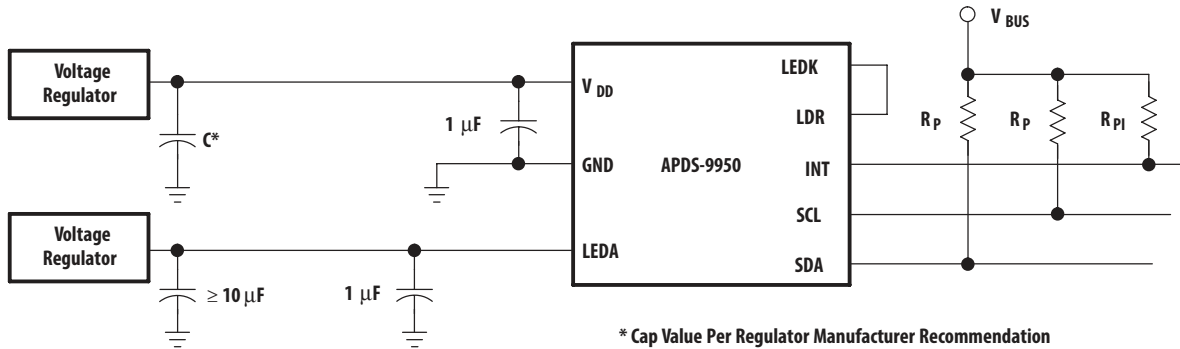 Voltage
Regulator
C*
1 μF
V DD
GND
LEDA
APDS-9950
LEDK
LDR
INT
SCL
SDA
V BUS
R P
R P
R PI
Voltage
Regulator
≥ 10 μF
1 μF
* Cap Value Per Regulator Manufacturer Recommendation